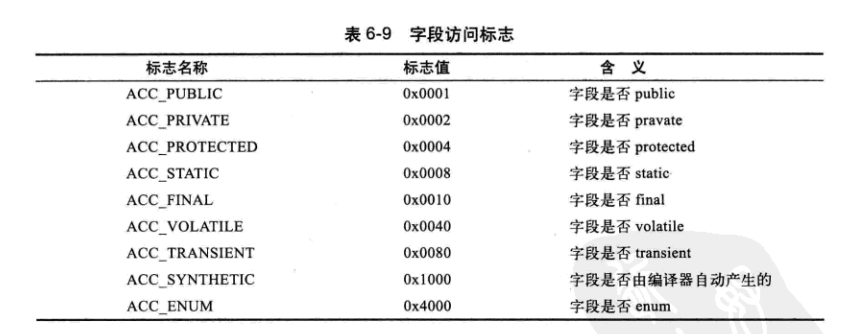 表 6-9 字段访问标志
标志名称 标志值 含 义
ACC_PUBLIC 0x0001 字段是否 public
ACC_PRIVATE 0x0002 字段是否 pravate
ACC_PROTECTED 0x0004 字段是否 protected
ACC_STATIC 0x0008 字段是否 static
ACC_FINAL 0x0010 字段是否 final
ACC_VOLATILE 0x0040 字段是否 volatile
ACC_TRANSIENT 0x0080 字段是否 transient
ACC_SYNTHETIC 0x1000 字段是否由编译器自动产生的
ACC_ENUM 0x4000 字段是否 enum